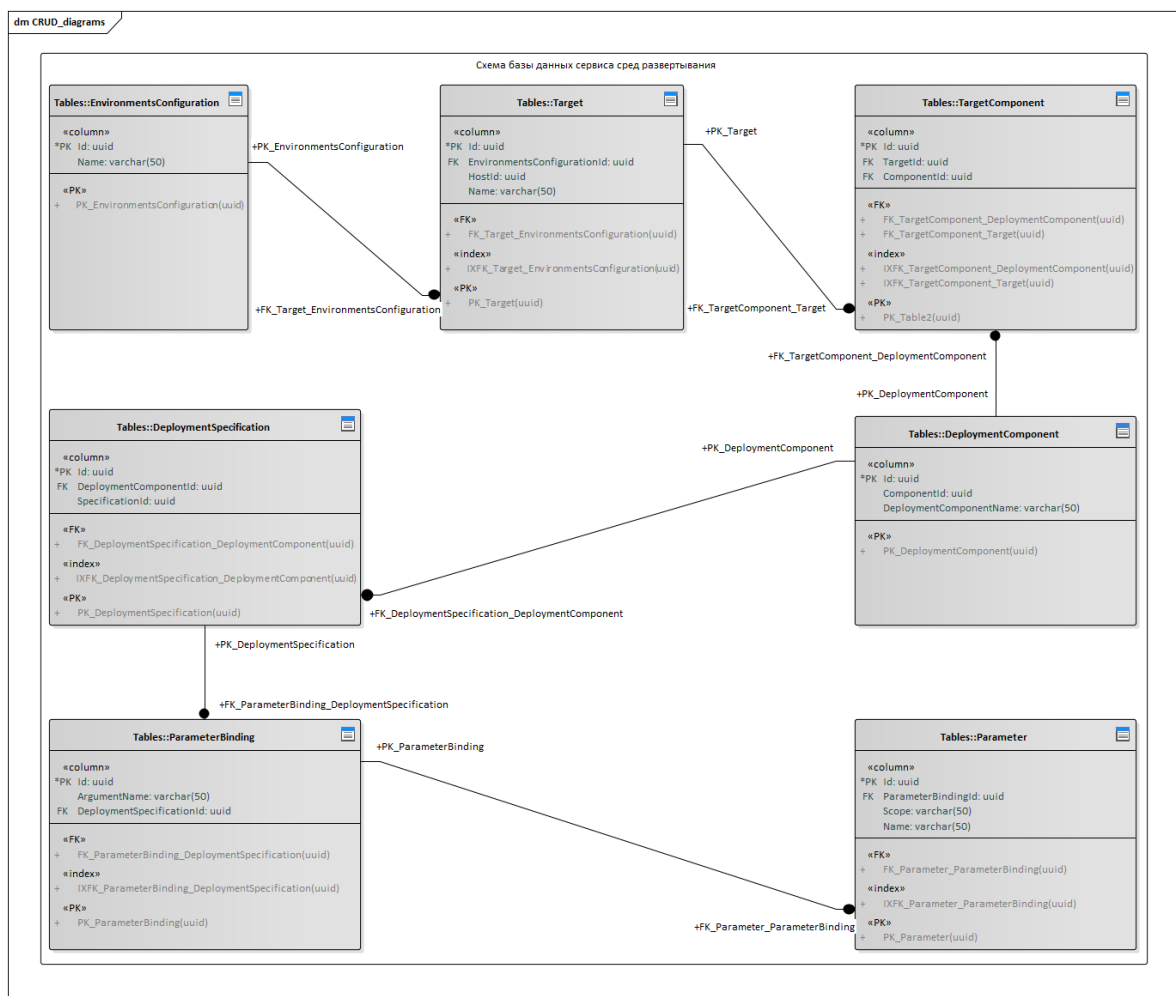 dm CRUD_diagrams
Схема базы данных сервиса сред развертывания
Tables::EnvironmentsConfiguration
«column»
*PK Id: uuid
Name: varchar(50)
«PK»
+ PK_EnvironmentsConfiguration(uuid)
+PK_EnvironmentsConfiguration
+FK_Target_EnvironmentsConfiguration
Tables::Target
«column»
*PK Id: uuid
FK EnvironmentsConfigurationId: uuid
HostId: uuid
Name: varchar(50)
«FK»
+ FK_Target_EnvironmentsConfiguration(uuid)
«index»
+ IXFK_Target_EnvironmentsConfiguration(uuid)
«PK»
+ PK_Target(uuid)
+PK_Target
+FK_TargetComponent_Target
Tables::TargetComponent
«column»
*PK Id: uuid
FK TargetId: uuid
FK ComponentId: uuid
«FK»
+ FK_TargetComponent_DeploymentComponent(uuid)
+ FK_TargetComponent_Target(uuid)
«index»
+ IXFK_TargetComponent_DeploymentComponent(uuid)
+ IXFK_TargetComponent_Target(uuid)
«PK»
+ PK_Table2(uuid)
+FK_TargetComponent_DeploymentComponent
+PK_DeploymentComponent
Tables::DeploymentSpecification
«column»
*PK Id: uuid
FK DeploymentComponentId: uuid
SpecificationId: uuid
«FK»
+ FK_DeploymentSpecification_DeploymentComponent(uuid)
«index»
+ IXFK_DeploymentSpecification_DeploymentComponent(uuid)
«PK»
+ PK_DeploymentSpecification(uuid)
+PK_DeploymentComponent
+FK_DeploymentSpecification_DeploymentComponent
Tables::DeploymentComponent
«column»
*PK Id: uuid
ComponentId: uuid
DeploymentComponentName: varchar(50)
«PK»
+ PK_DeploymentComponent(uuid)
+PK_DeploymentSpecification
+FK_ParameterBinding_DeploymentSpecification
Tables::ParameterBinding
«column»
*PK Id: uuid
ArgumentName: varchar(50)
FK DeploymentSpecificationId: uuid
«FK»
+ FK_ParameterBinding_DeploymentSpecification(uuid)
«index»
+ IXFK_ParameterBinding_DeploymentSpecification(uuid)
«PK»
+ PK_ParameterBinding(uuid)
+PK_ParameterBinding
+FK_Parameter_ParameterBinding
Tables::Parameter
«column»
*PK Id: uuid
FK ParameterBindingId: uuid
Scope: varchar(50)
Name: varchar(50)
«FK»
+ FK_Parameter_ParameterBinding(uuid)
«index»
+ IXFK_Parameter_ParameterBinding(uuid)
«PK»
+ PK_Parameter(uuid)